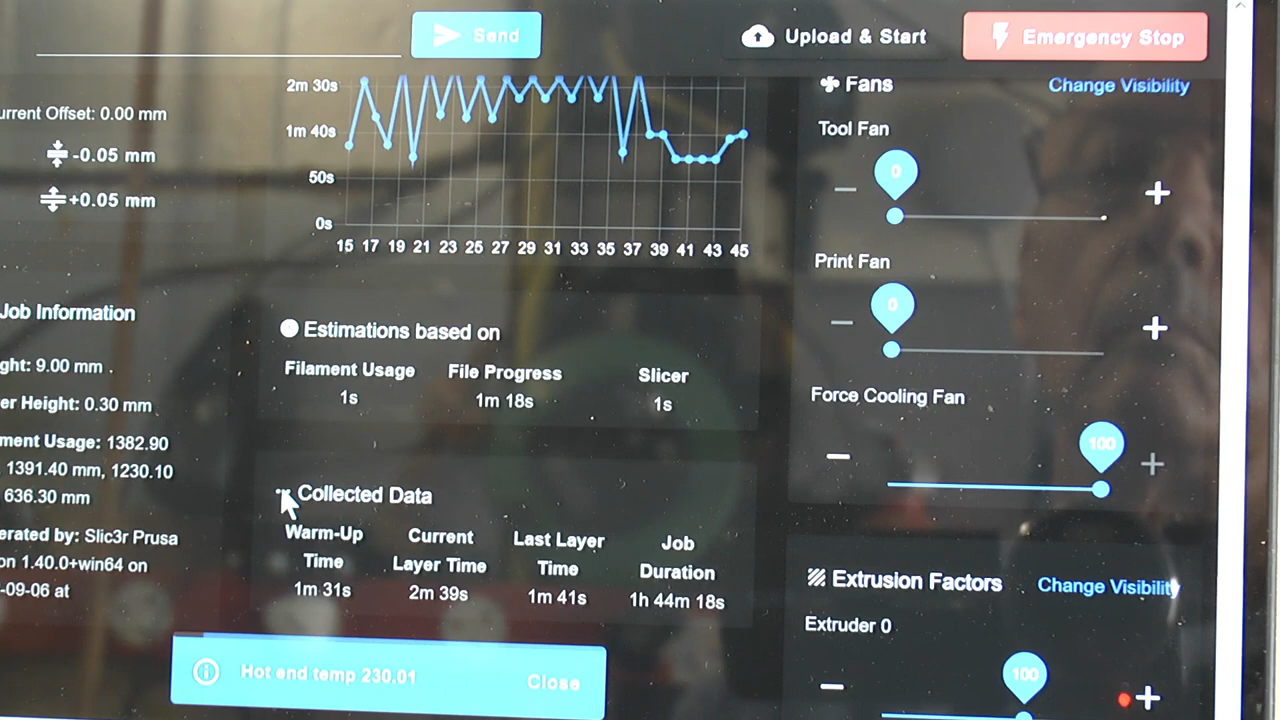 Send
Upload & Start
Emergency Stop
urrent Offset: 0.00 mm
-0.05 mm
+0.05 mm
2m 30s
1m 40s
50s
0s
15 17 19 21 23 25 27 29 31 33 35 37 39 41 43 45
Job Information
ght: 9.00 mm
er Height: 0.30 mm
ment Usage: 1382.90
1391.40 mm, 1230.10
636.30 mm
erated by: Slic3r Prusa
on 1.40.0+win64 on
-09-06 at
Estimations based on
Filament Usage File Progress Slicer
1s 1m 18s 1s
Collected Data
Warm-Up Time
Current Layer Time
Last Layer Time
Job Duration
1m 31s 2m 39s 1m 41s 1h 44m 18s
Hot end temp 230.01
Close
Fans
Change Visibility
Tool Fan
0
Print Fan
0
Force Cooling Fan
100
Extrusion Factors
Change Visibility
Extruder 0
100